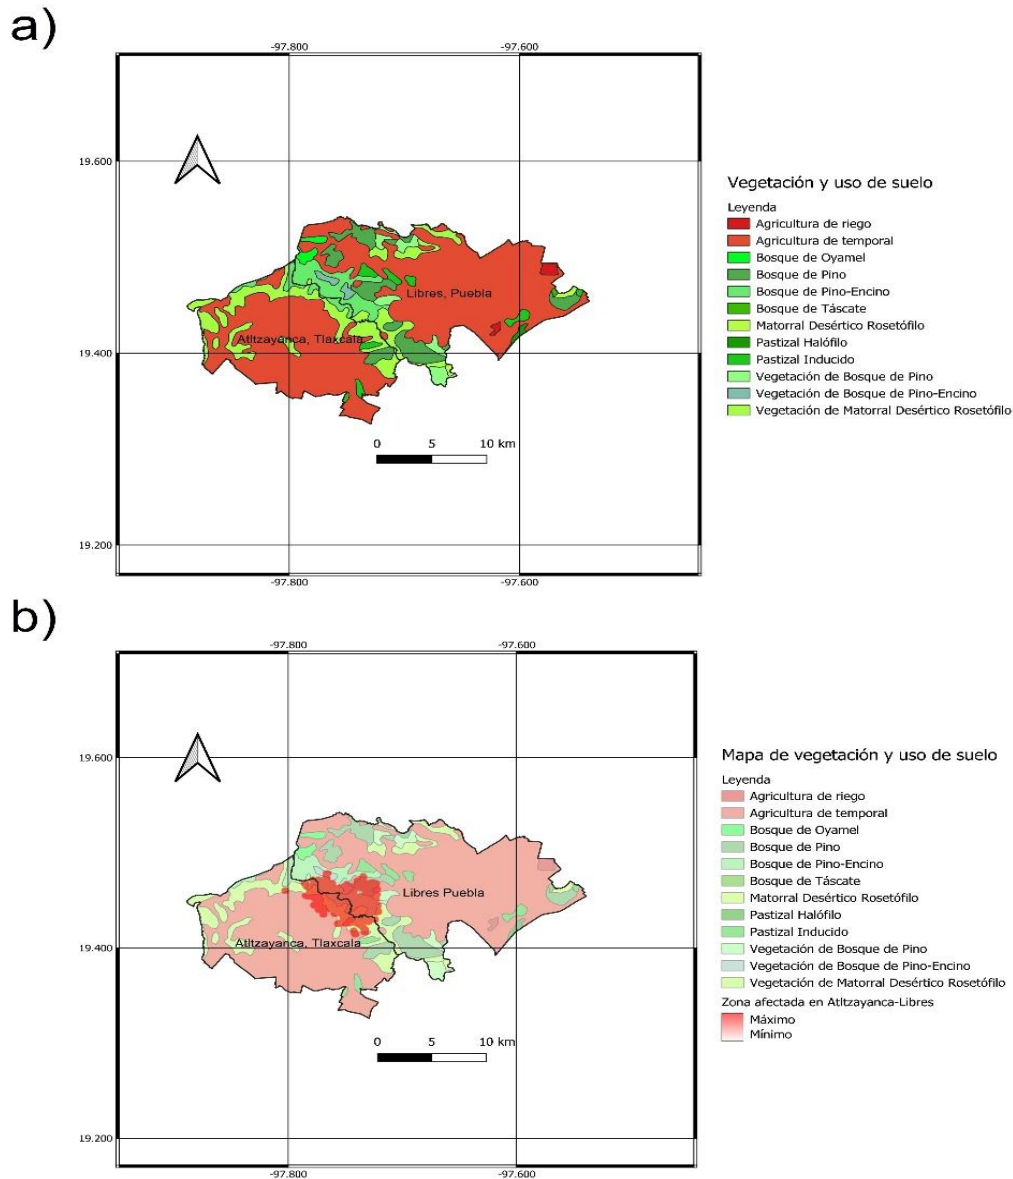 a)
-97.800 -97.600
19.600
Libres, Puebla
Atltzayanca, Tlaxcala
19.400
0 5 10 km
19.200
-97.800 -97.600
Vegetación y uso de suelo
Leyenda
Agricultura de riego
Agricultura de temporal
Bosque de Oyamel
Bosque de Pino
Bosque de Pino-Encino
Bosque de Táscate
Matorral Desértico Rosetófilo
Pastizal Halófilo
Pastizal Inducido
Vegetación de Bosque de Pino
Vegetación de Bosque de Pino-Encino
Vegetación de Matorral Desértico Rosetófilo
b)
-97.800 -97.600
19.600
Libres Puebla
Atltzayanca, Tlaxcala
19.400
0 5 10 km
19.200
-97.800 -97.600
Mapa de vegetación y uso de suelo
Leyenda
Agricultura de riego
Agricultura de temporal
Bosque de Oyamel
Bosque de Pino
Bosque de Pino-Encino
Bosque de Táscate
Matorral Desértico Rosetófilo
Pastizal Halófilo
Pastizal Inducido
Vegetación de Bosque de Pino
Vegetación de Bosque de Pino-Encino
Vegetación de Matorral Desértico Rosetófilo
Zona afectada en Atltzayanca-Libres
Máximo
Mínimo